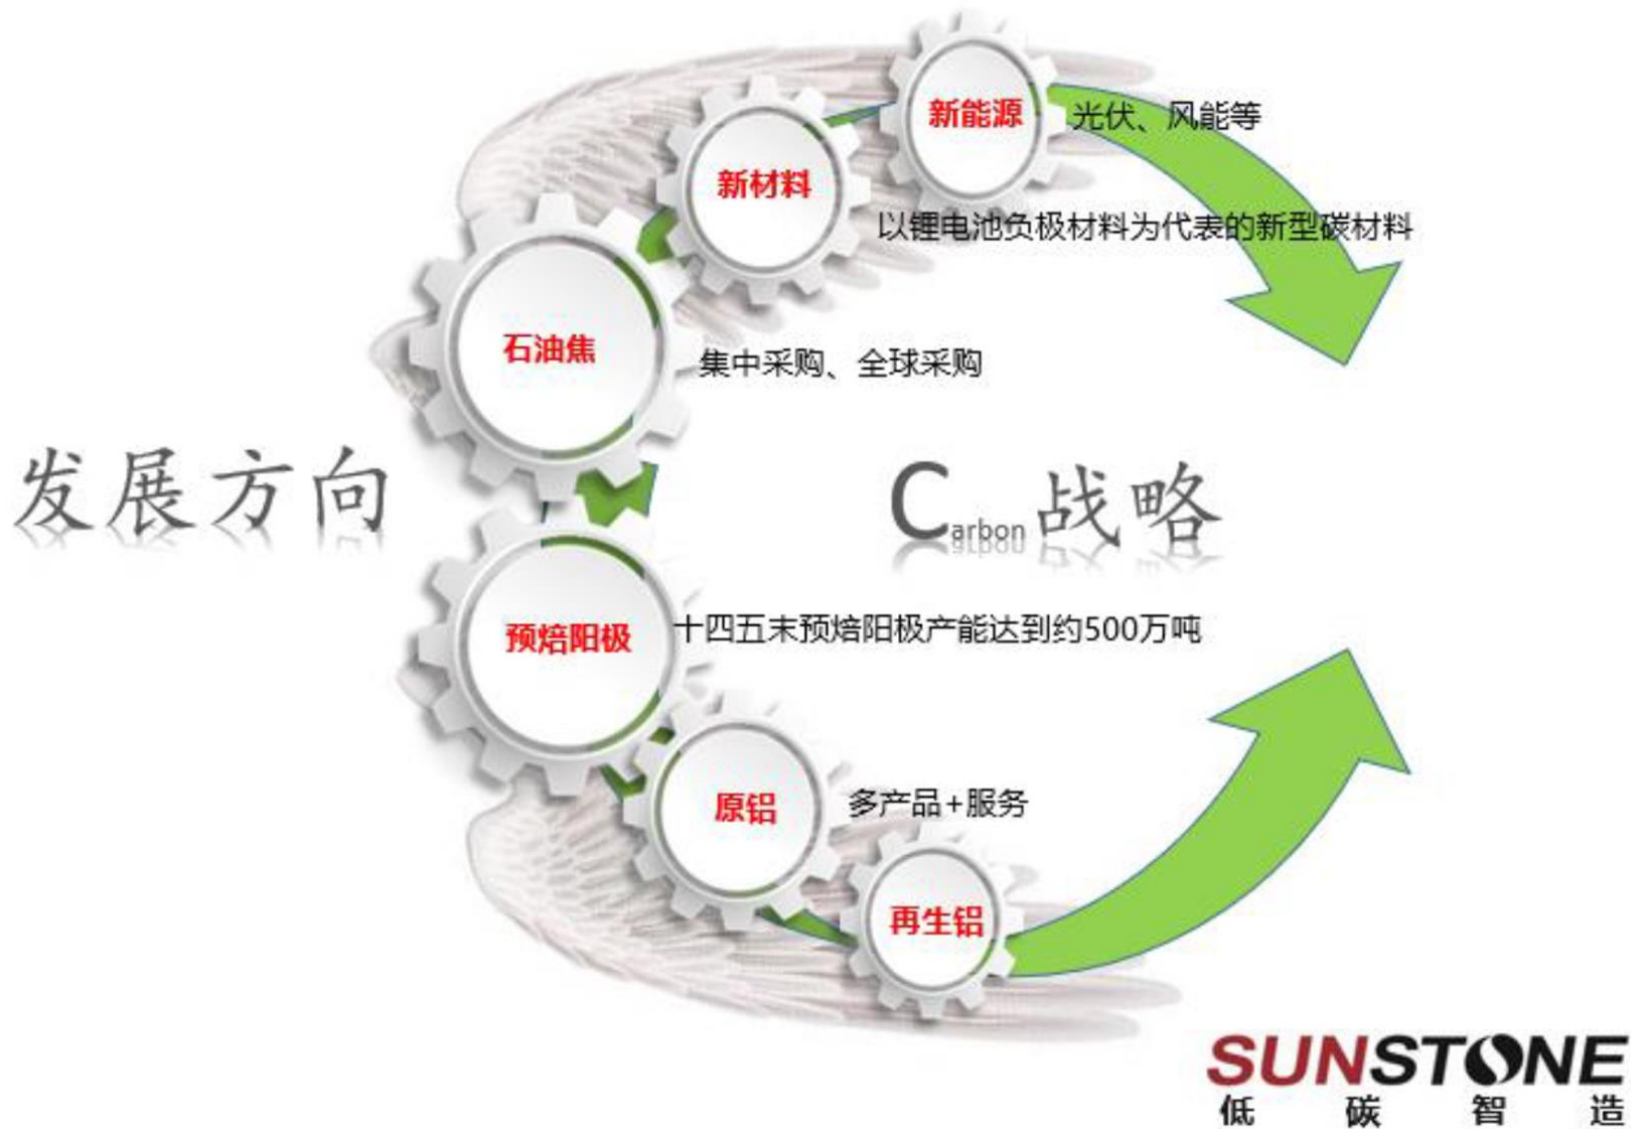 新能源
光伏、风能等
新材料
以锂电池负极材料为代表的新型碳材料
石油焦
集中采购、全球采购
发展方向
Carbon战略
预焙阳极
十四五末预焙阳极产能达到约500万吨
原铝
多产品+服务
再生铝
SUNSTONE
低碳智造